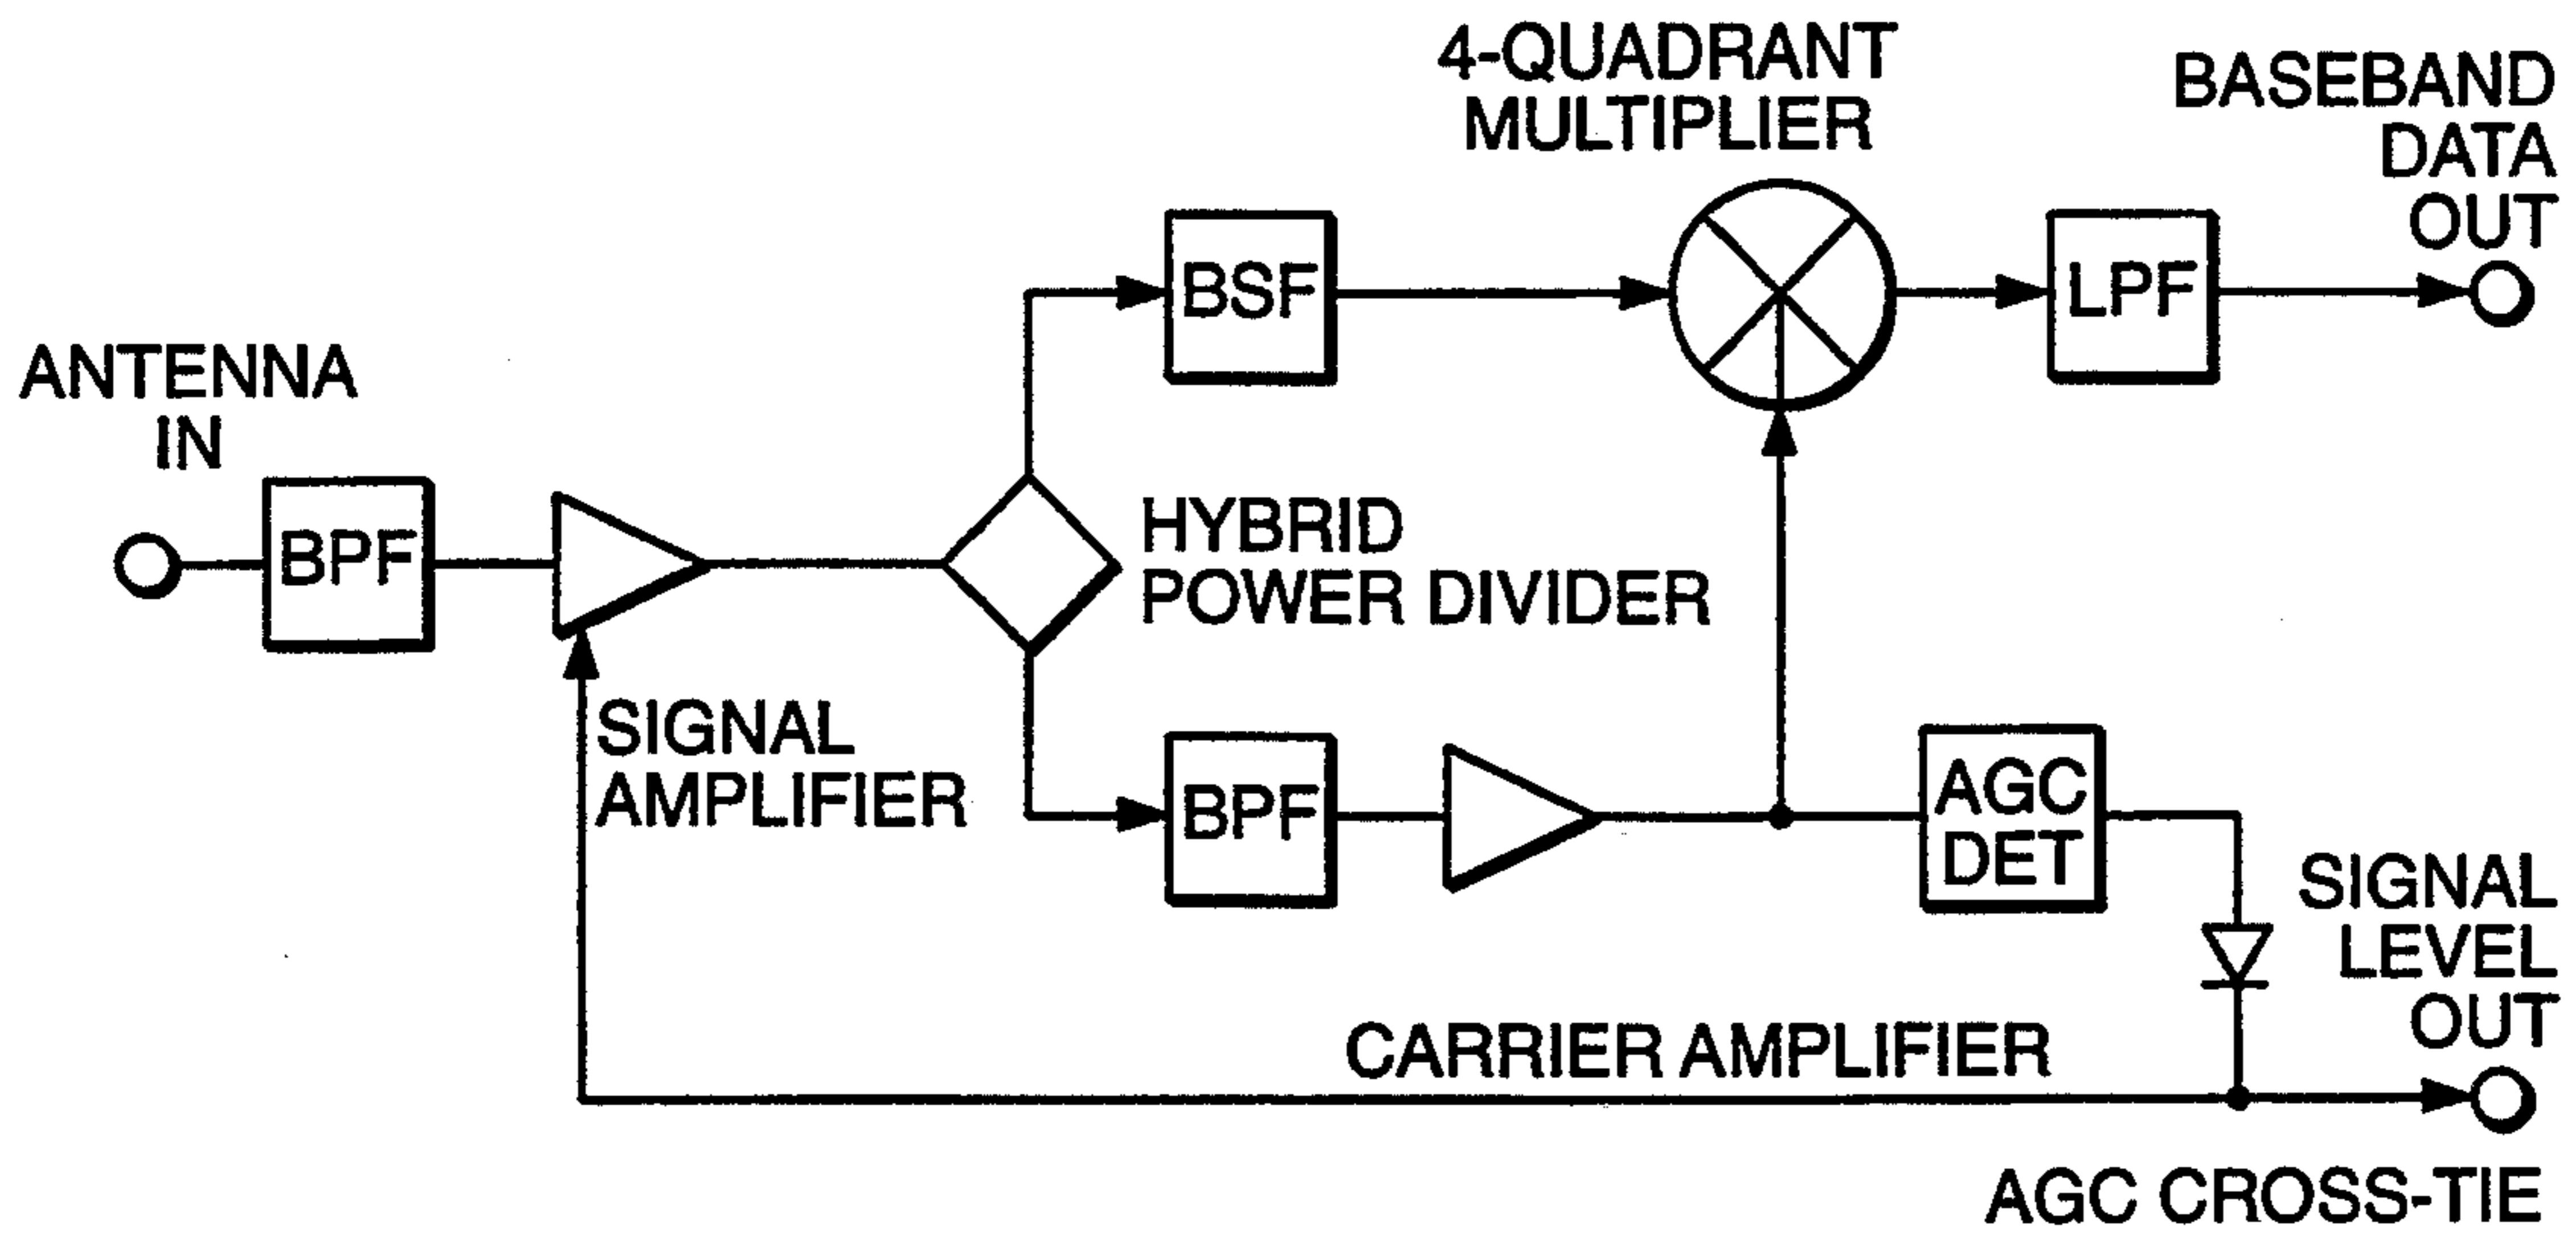 4-QUADRANT
MULTIPLIER
BASEBAND
DATA
OUT
BSF
LPF
ANTENNA
IN
BPF
HYBRID
POWER DIVIDER
SIGNAL
AMPLIFIER
BPF
AGC
DET
SIGNAL
LEVEL
OUT
CARRIER AMPLIFIER
AGC CROSS-TIE